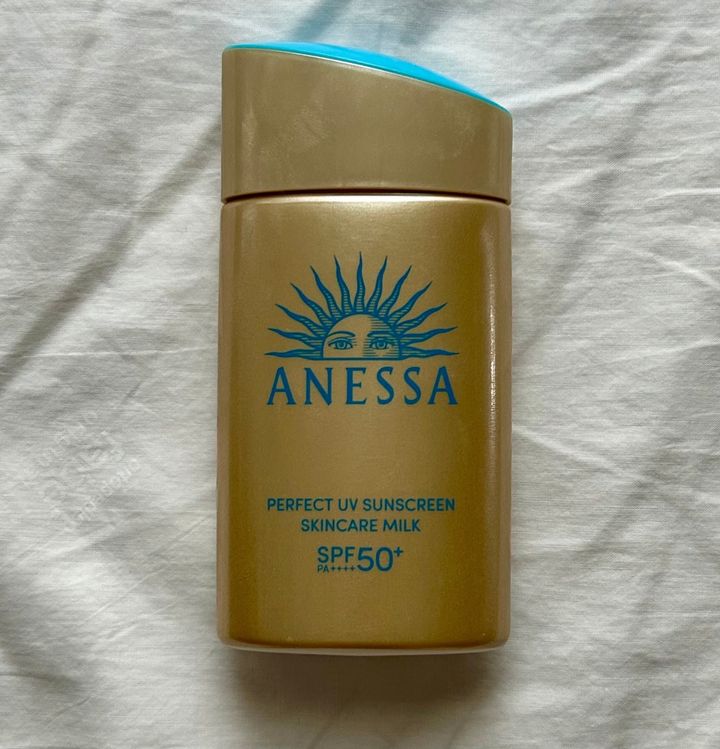 ANESSA
PERFECT UV SUNSCREEN
SKINCARE MILK
SPF50+
PA++++